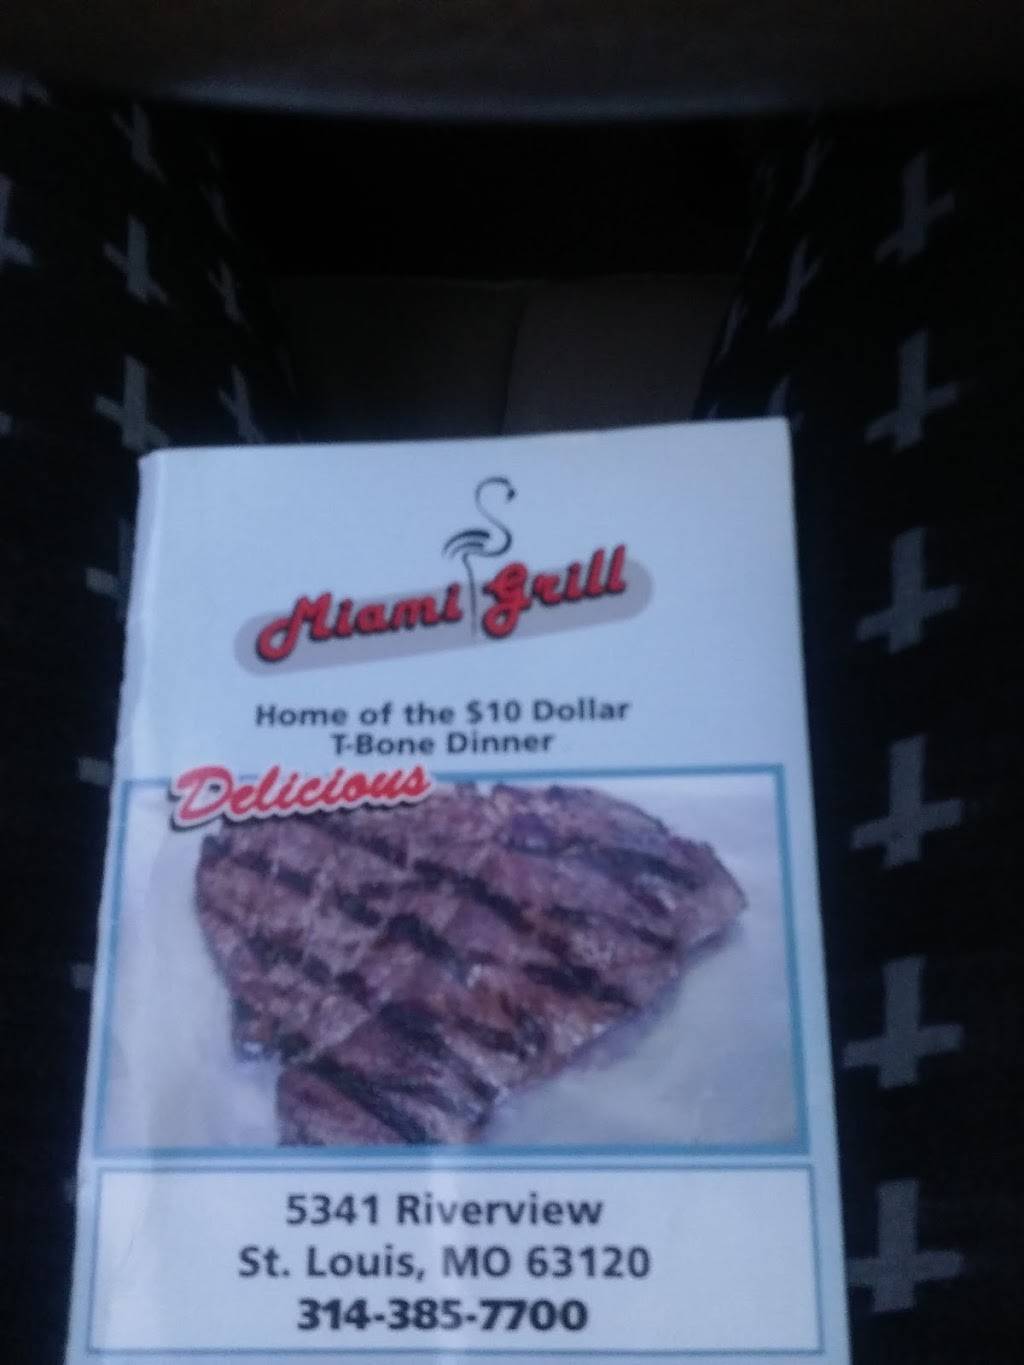 Miami Grill
Home of the $10 Dollar
T-Bone Dinner
Delicious
5341 Riverview
St. Louis, MO 63120
314-385-7700